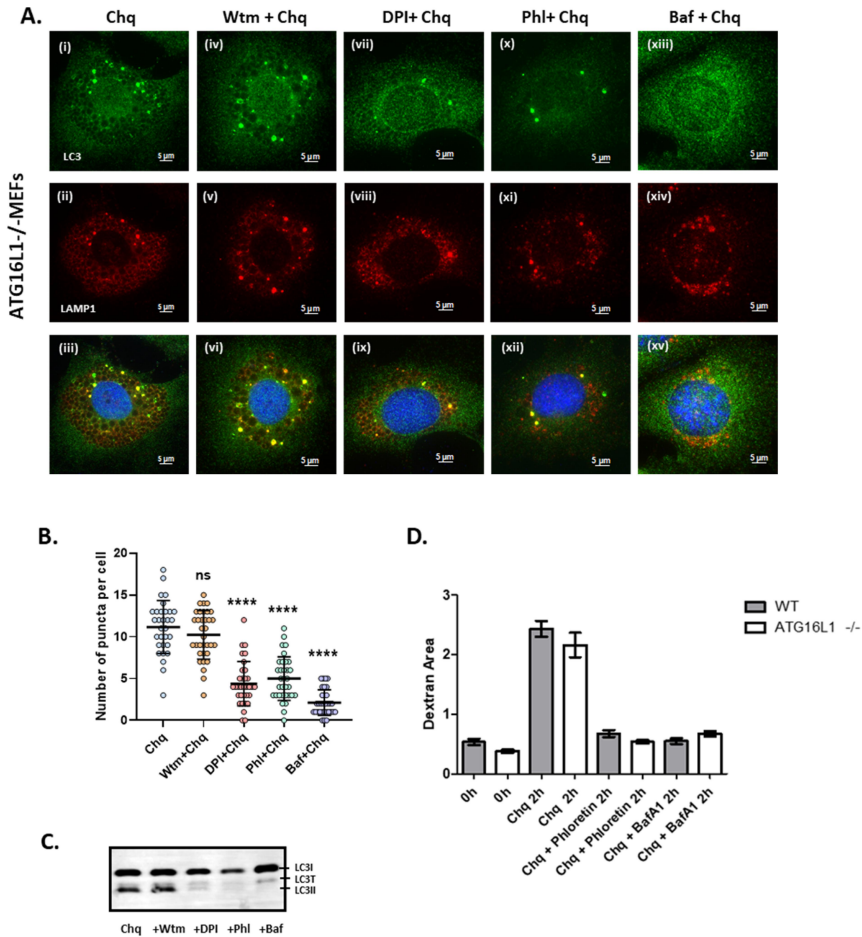 A.
Chq Wtm + Chq DPI+ Chq Phl+ Chq Baf + Chq
ATG16L1-/-MEFs
(i) (iv) (vii) (x) (xiii)
LC3
5 µm 5 µm 5 µm 5 µm 5 µm
(ii) (v) (viii) (xi) (xiv)
LAMP1
5 µm 5 µm 5 µm 5 µm 5 µm
(iii) (vi) (ix) (xii) (xv)
5 µm 5 µm 5 µm 5 µm 5 µm
B.
Number of puncta per cell
20
15
10
5
0
ns
****
****
****
Chq
Wtm+Chq
DPI+Chq
Phl+Chq
Baf+Chq
C.
LC3I
LC3T
LC3II
Chq +Wtm +DPI +Phl +Baf
D.
Dextran Area
3
2
1
0
WT
ATG16L1 -/-
0h
0h
Chq 2h
Chq 2h
Chq + Phloretin 2h
Chq + Phloretin 2h
Chq + BafA1 2h
Chq + BafA1 2h